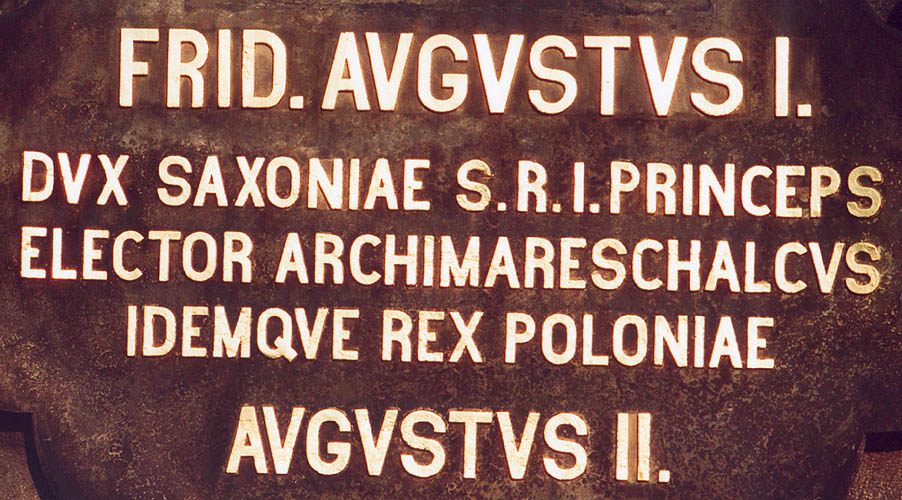 FRID. AVGVSTVS I.
DVX SAXONIAE S.R.I.PRINCEPS
ELECTOR ARCHIMARESCHALCVS
IDEMQVE REX POLONIAE
AVGVSTVS II.